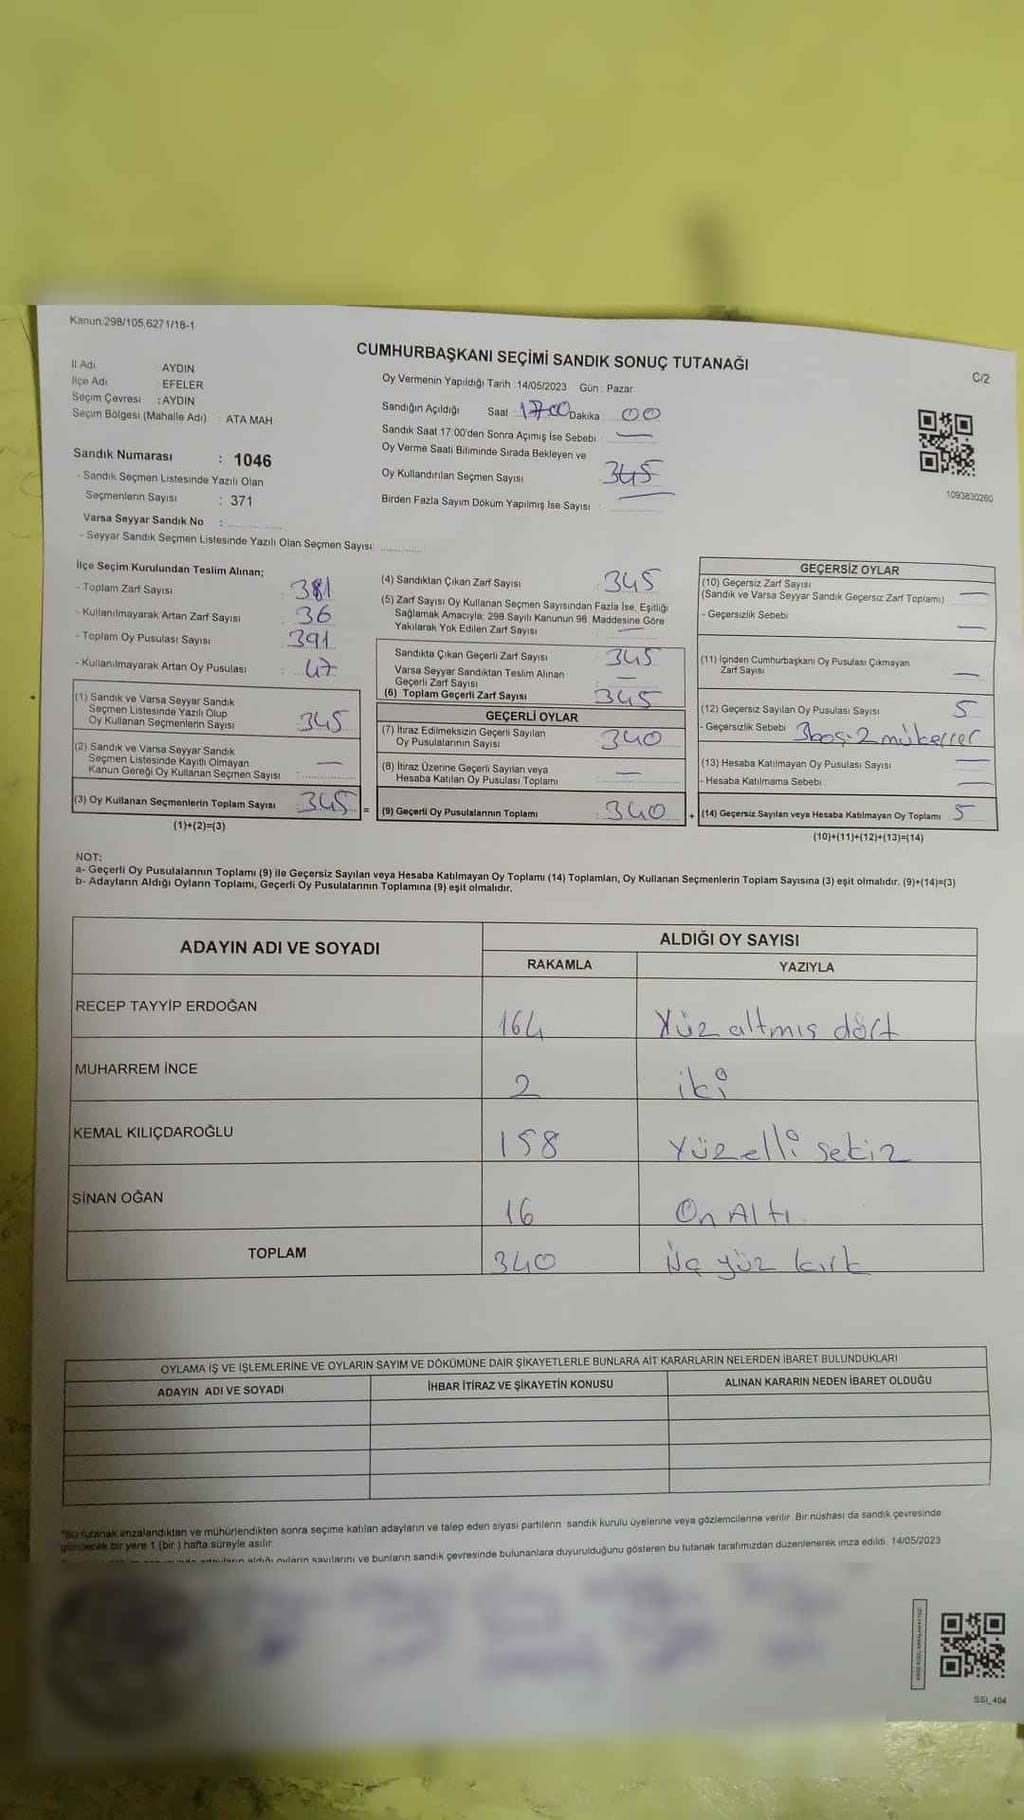 Kanun:298/105,6271/18-1
CUMHURBAŞKANI SEÇİMİ SANDIK SONUÇ TUTANAĞI
C/2
İl Adı AYDIN
İlçe Adı EFELER
Seçim Çevresi : AYDIN
Seçim Bölgesi (Mahalle Adı) : ATA MAH
Sandık Numarası : 1046
- Sandık Seçmen Listesinde Yazılı Olan
Seçmenlerin Sayısı : 371
Varsa Seyyar Sandık No :
- Seyyar Sandık Seçmen Listesinde Yazılı Olan Seçmen Sayısı:
Oy Vermenin Yapıldığı Tarih : 14/05/2023 Gün : Pazar
Sandığın Açıldığı Saat : 17:00 Dakika : 00
Sandık Saat 17:00'den Sonra Açılmış İse Sebebi : —
Oy Verme Saati Bitiminde Sırada Bekleyen ve
Oy Kullandırılan Seçmen Sayısı 345
Birden Fazla Sayım Döküm Yapılmış İse Sayısı
1093830260
İlçe Seçim Kurulundan Teslim Alınan;
- Toplam Zarf Sayısı : 381
- Kullanılmayarak Artan Zarf Sayısı : 36
- Toplam Oy Pusulası Sayısı : 391
- Kullanılmayarak Artan Oy Pusulası : 47
(1) Sandık ve Varsa Seyyar Sandık
Seçmen Listesinde Yazılı Olup
Oy Kullanan Seçmenlerin Sayısı : 345
(2) Sandık ve Varsa Seyyar Sandık
Seçmen Listesinde Kayıtlı Olmayan
Kanun Gereği Oy Kullanan Seçmen Sayısı : —
(3) Oy Kullanan Seçmenlerin Toplam Sayısı : 345 =
(1)+(2)=(3)
(4) Sandıktan Çıkan Zarf Sayısı : 345
(5) Zarf Sayısı Oy Kullanan Seçmen Sayısından Fazla İse, Eşitliği
Sağlamak Amacıyla; 298 Sayılı Kanunun 98. Maddesine Göre
Yakılarak Yok Edilen Zarf Sayısı : —
Sandıkta Çıkan Geçerli Zarf Sayısı : 345
Varsa Seyyar Sandıktan Teslim Alınan
Geçerli Zarf Sayısı : —
(6) Toplam Geçerli Zarf Sayısı : 345
GEÇERLİ OYLAR
(7) İtiraz Edilmeksizin Geçerli Sayılan
Oy Pusulalarının Sayısı : 340
(8) İtiraz Üzerine Geçerli Sayılan veya
Hesaba Katılan Oy Pusulası Toplamı : —
(9) Geçerli Oy Pusulalarının Toplamı : 340 +
GEÇERSİZ OYLAR
(10) Geçersiz Zarf Sayısı
(Sandık ve Varsa Seyyar Sandık Geçersiz Zarf Toplamı) —
- Geçersizlik Sebebi —
(11) İçinden Cumhurbaşkanı Oy Pusulası Çıkmayan
Zarf Sayısı —
(12) Geçersiz Sayılan Oy Pusulası Sayısı 5
- Geçersizlik Sebebi 3boş-2mükerrer
(13) Hesaba Katılmayan Oy Pusulası Sayısı —
- Hesaba Katılmama Sebebi —
(14) Geçersiz Sayılan veya Hesaba Katılmayan Oy Toplamı 5
(10)+(11)+(12)+(13)=(14)
NOT:
a- Geçerli Oy Pusulalarının Toplamı (9) ile Geçersiz Sayılan veya Hesaba Katılmayan Oy Toplamı (14) Toplamları, Oy Kullanan Seçmenlerin Toplam Sayısına (3) eşit olmalıdır. (9)+(14)=(3)
b- Adayların Aldığı Oyların Toplamı, Geçerli Oy Pusulalarının Toplamına (9) eşit olmalıdır.
ADAYIN ADI VE SOYADI
ALDIĞI OY SAYISI
RAKAMLA YAZIYLA
RECEP TAYYİP ERDOĞAN 164 Yüz altmış dört
MUHARREM İNCE 2 iki
KEMAL KILIÇDAROĞLU 158 Yüzelli sekiz
SİNAN OĞAN 16 On Altı
TOPLAM 340 Üç yüz kırk
OYLAMA İŞ VE İŞLEMLERİNE VE OYLARIN SAYIM VE DÖKÜMÜNE DAİR ŞİKAYETLERLE BUNLARA AİT KARARLARIN NELERDEN İBARET BULUNDUKLARI
ADAYIN ADI VE SOYADI İHBAR İTİRAZ VE ŞİKAYETİN KONUSU ALINAN KARARIN NEDEN İBARET OLDUĞU
*Bu tutanak imzalandıktan ve mühürlendikten sonra seçime katılan adayların ve talep eden siyasi partilerin sandık kurulu üyelerine veya gözlemcilerine verilir. Bir nüshası da sandık çevresinde
görülecek bir yere 1 (bir) hafta süreyle asılır.
adayların aldığı oyların sayılarını ve bunların sandık çevresinde bulunanlara duyurulduğunu gösteren bu tutanak tarafımızdan düzenlenerek imza edildi. 14/05/2023
SSİ_404